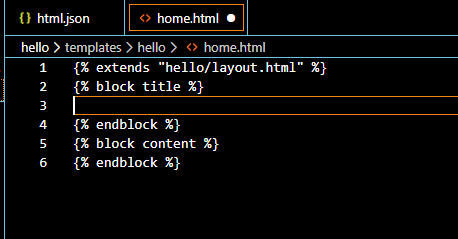 {} html.json <> home.html
hello > templates > hello > <> home.html
1 {% extends "hello/layout.html" %}
2 {% block title %}
3
4 {% endblock %}
5 {% block content %}
6 {% endblock %}